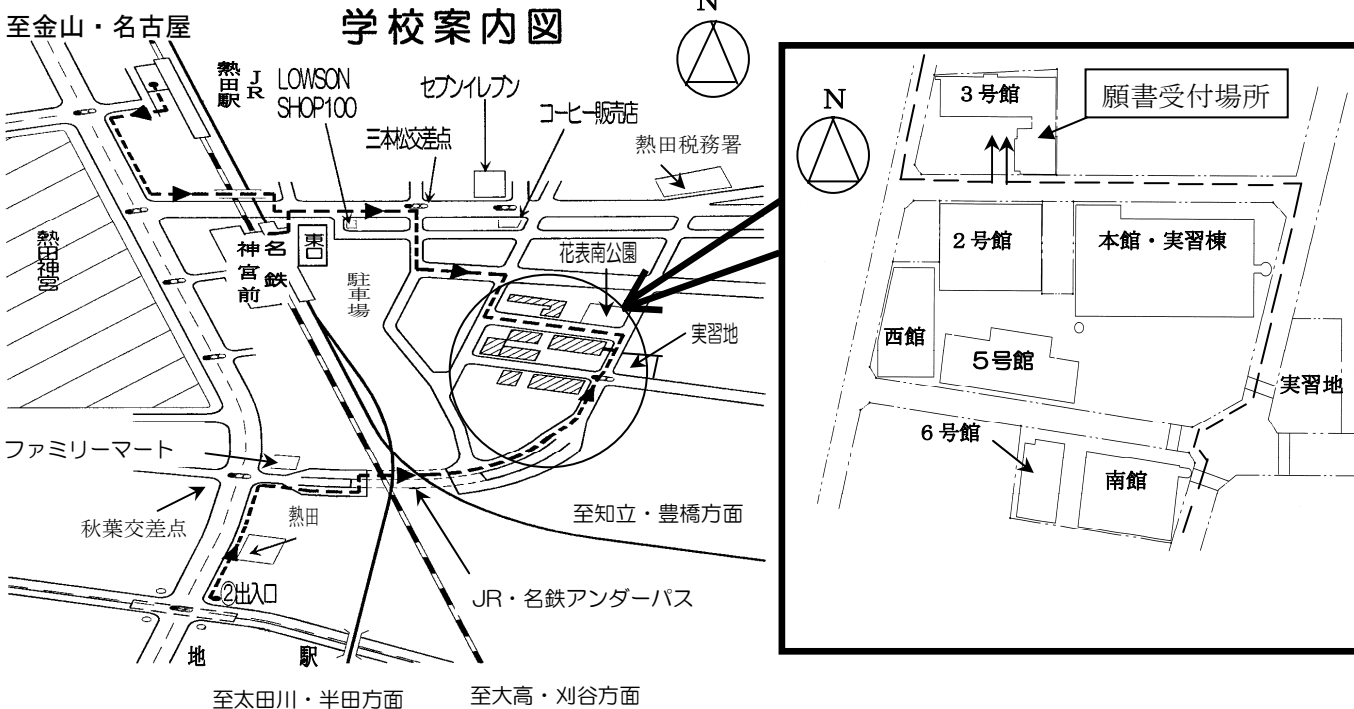 至金山・名古屋
学校案内図
N
JR
熱田駅
LOWSON
SHOP100
セブンイレブン
コーヒー販売店
三本松交差点
熱田税務署
熱田神宮
名鉄
神宮前
東口
駐車場
花表南公園
実習地
ファミリーマート
秋葉交差点
熱田
②出入口
至知立・豊橋方面
JR・名鉄アンダーパス
地 駅
至太田川・半田方面
至大高・刈谷方面
N
3号館
願書受付場所
2号館
本館・実習棟
西館
5号館
実習地
6号館
南館